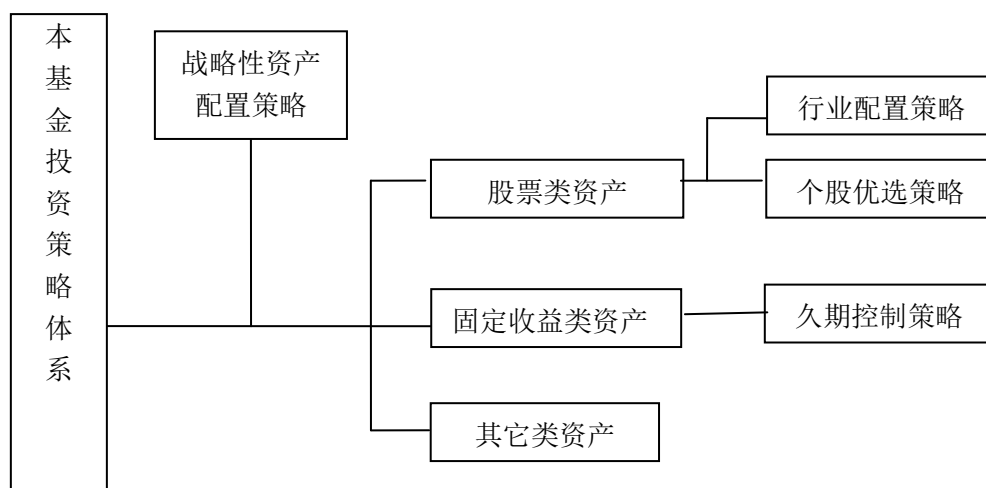 本基金投资策略体系
战略性资产
配置策略
行业配置策略
股票类资产
个股优选策略
固定收益类资产
久期控制策略
其它类资产